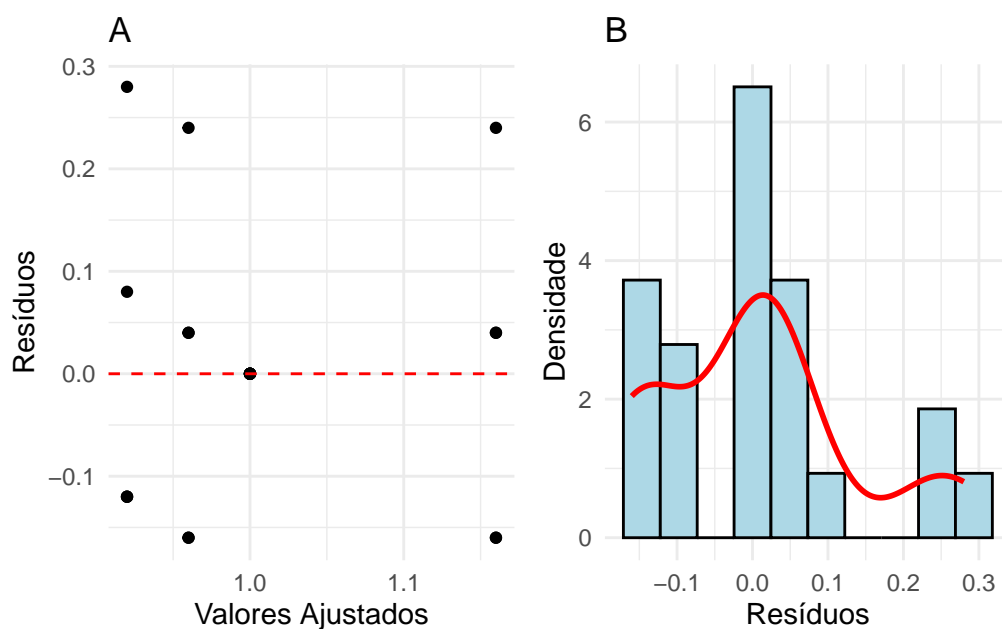 A
0.3
0.2
0.1
0.0
−0.1
Resíduos
1.0 1.1
Valores Ajustados
B
6
4
2
0
Densidade
−0.1 0.0 0.1 0.2 0.3
Resíduos